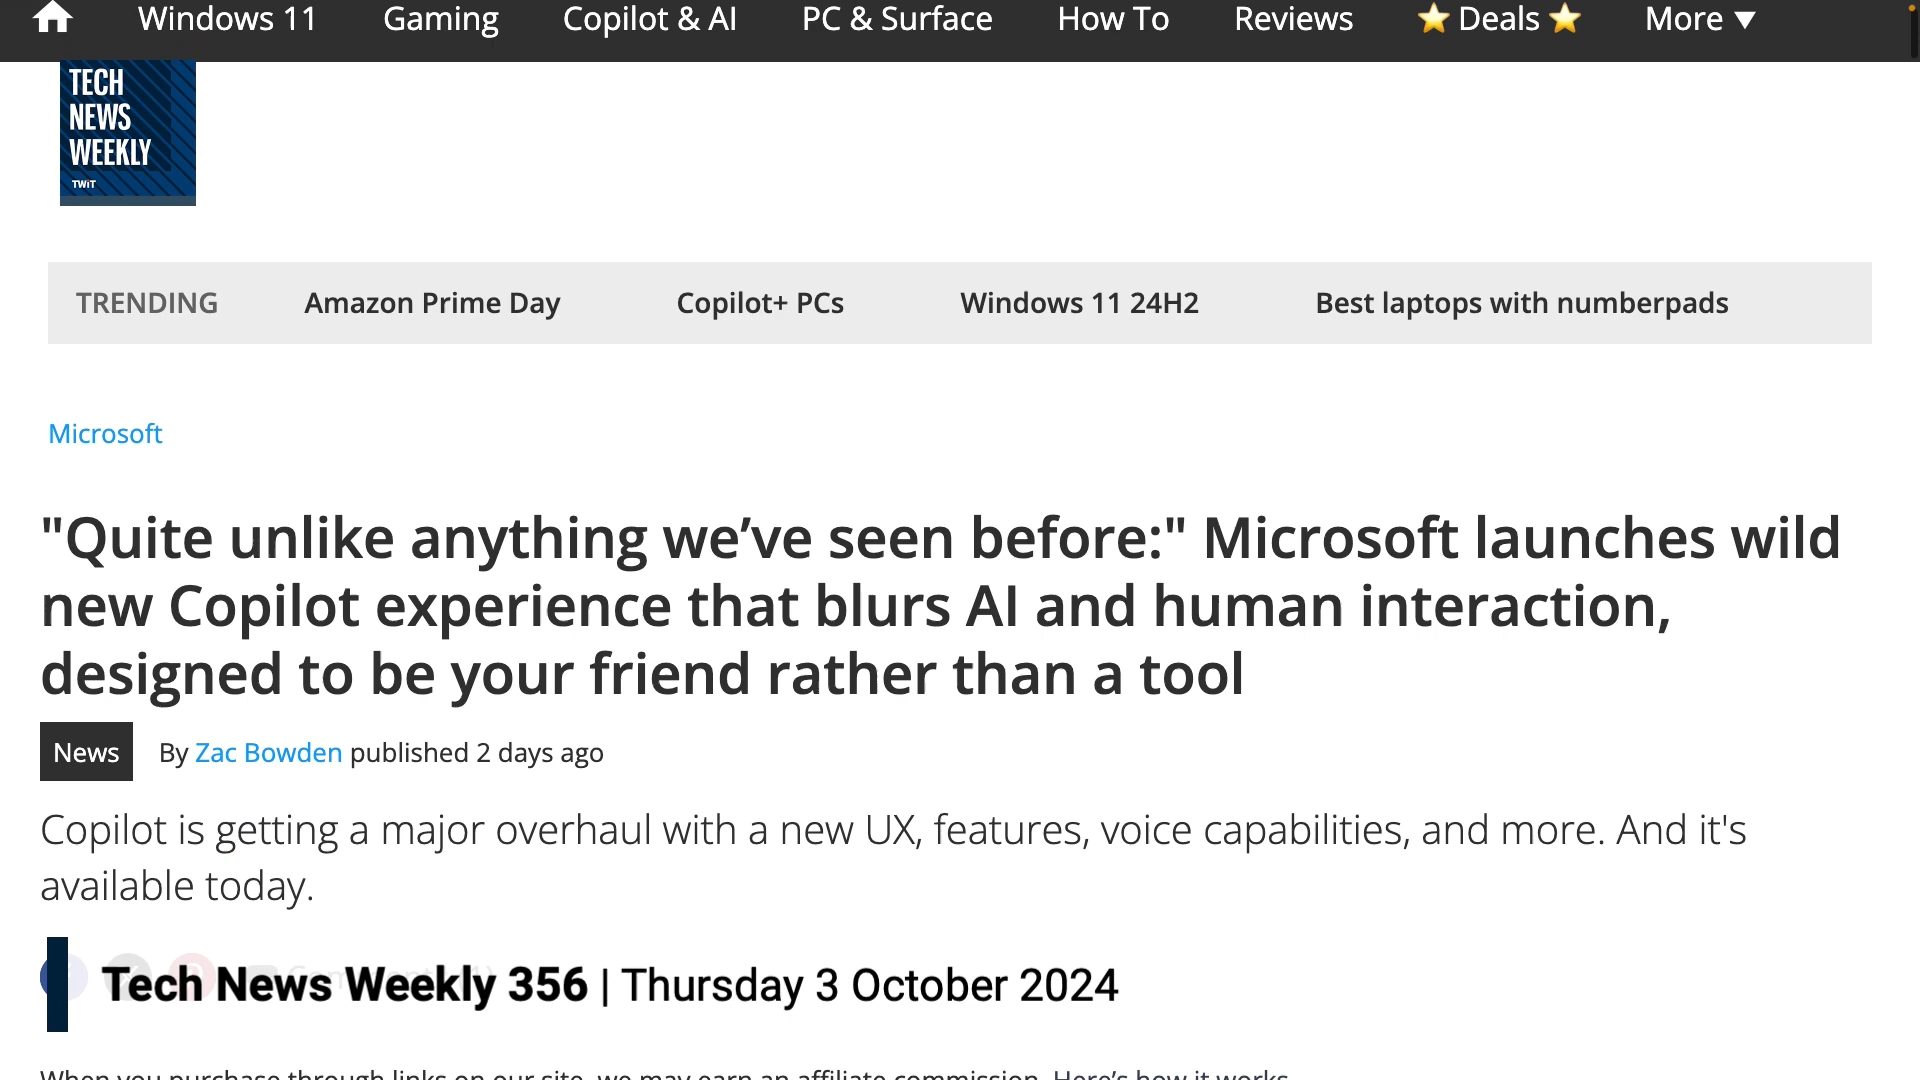 Windows 11 Gaming Copilot & AI PC & Surface How To Reviews ⭐ Deals ⭐ More ▼
TECH
NEWS
WEEKLY
TWiT
TRENDING Amazon Prime Day Copilot+ PCs Windows 11 24H2 Best laptops with numberpads
Microsoft
"Quite unlike anything we’ve seen before:" Microsoft launches wild
new Copilot experience that blurs AI and human interaction,
designed to be your friend rather than a tool
News By Zac Bowden published 2 days ago
Copilot is getting a major overhaul with a new UX, features, voice capabilities, and more. And it's
available today.
Tech News Weekly 356 | Thursday 3 October 2024
When you purchase through links on our site, we may earn an affiliate commission. Here’s how it works.